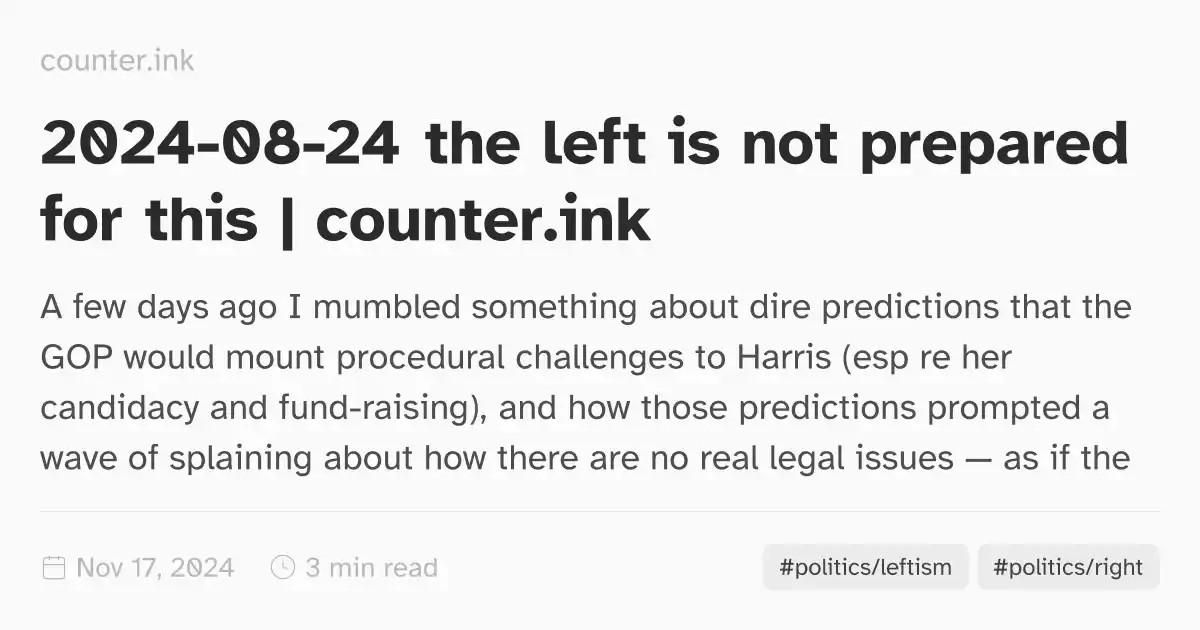 counter.ink
2024-08-24 the left is not prepared
for this | counter.ink
A few days ago I mumbled something about dire predictions that the
GOP would mount procedural challenges to Harris (esp re her
candidacy and fund-raising), and how those predictions prompted a
wave of splaining about how there are no real legal issues — as if the
Nov 17, 2024 3 min read #politics/leftism #politics/right